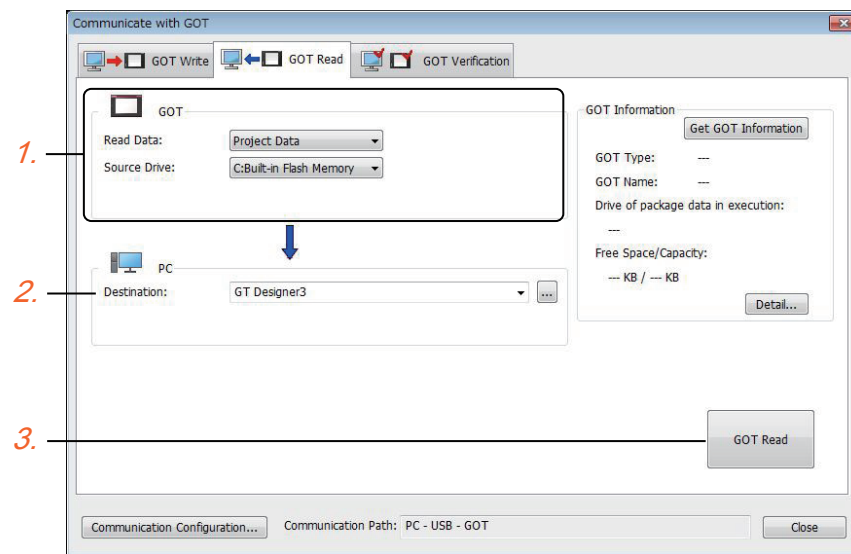 Communicate with GOT
GOT Write
GOT Read
GOT Verification
1.
GOT
Read Data:
Project Data
Source Drive:
C:Built-in Flash Memory
GOT Information
Get GOT Information
GOT Type: ---
GOT Name: ---
Drive of package data in execution:
---
Free Space/Capacity:
--- KB / --- KB
Detail...
2.
PC
Destination:
GT Designer3
...
3.
GOT Read
Communication Configuration...
Communication Path: PC - USB - GOT
Close